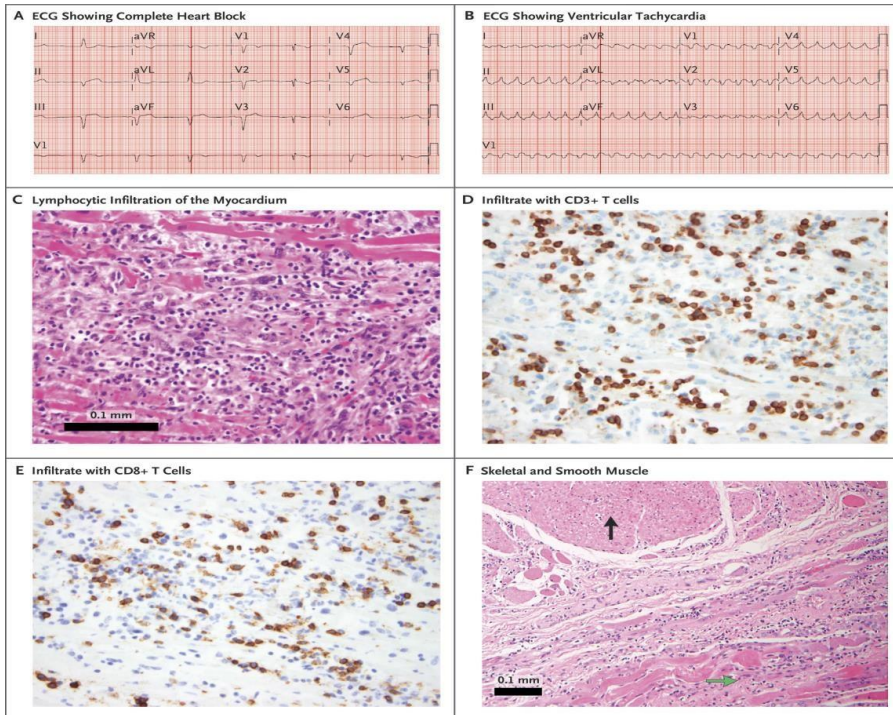 A ECG Showing Complete Heart Block
I aVR V1 V4
II aVL V2 V5
III aVF V3 V6
V1
B ECG Showing Ventricular Tachycardia
I aVR V1 V4
II aVL V2 V5
III aVF V3 V6
V1
C Lymphocytic Infiltration of the Myocardium
0.1 mm
D Infiltrate with CD3+ T cells
E Infiltrate with CD8+ T Cells
F Skeletal and Smooth Muscle
0.1 mm